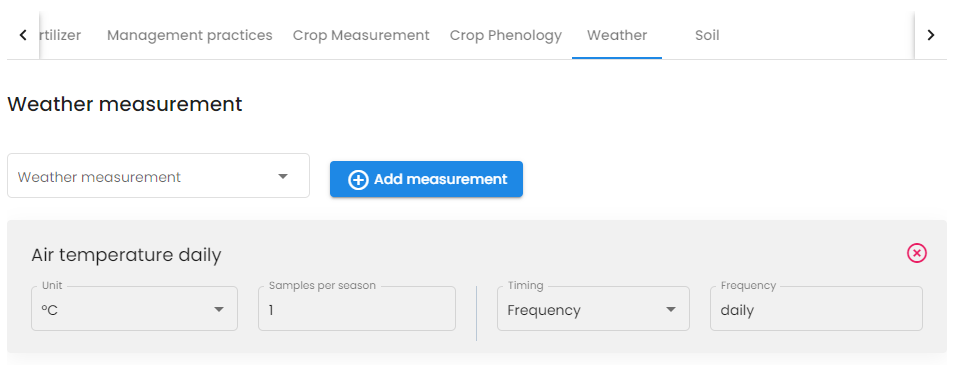 rtilizer Management practices Crop Measurement Crop Phenology Weather Soil
Weather measurement
Weather measurement Add measurement
Air temperature daily
Unit Samples per season Timing Frequency
°C 1 Frequency daily